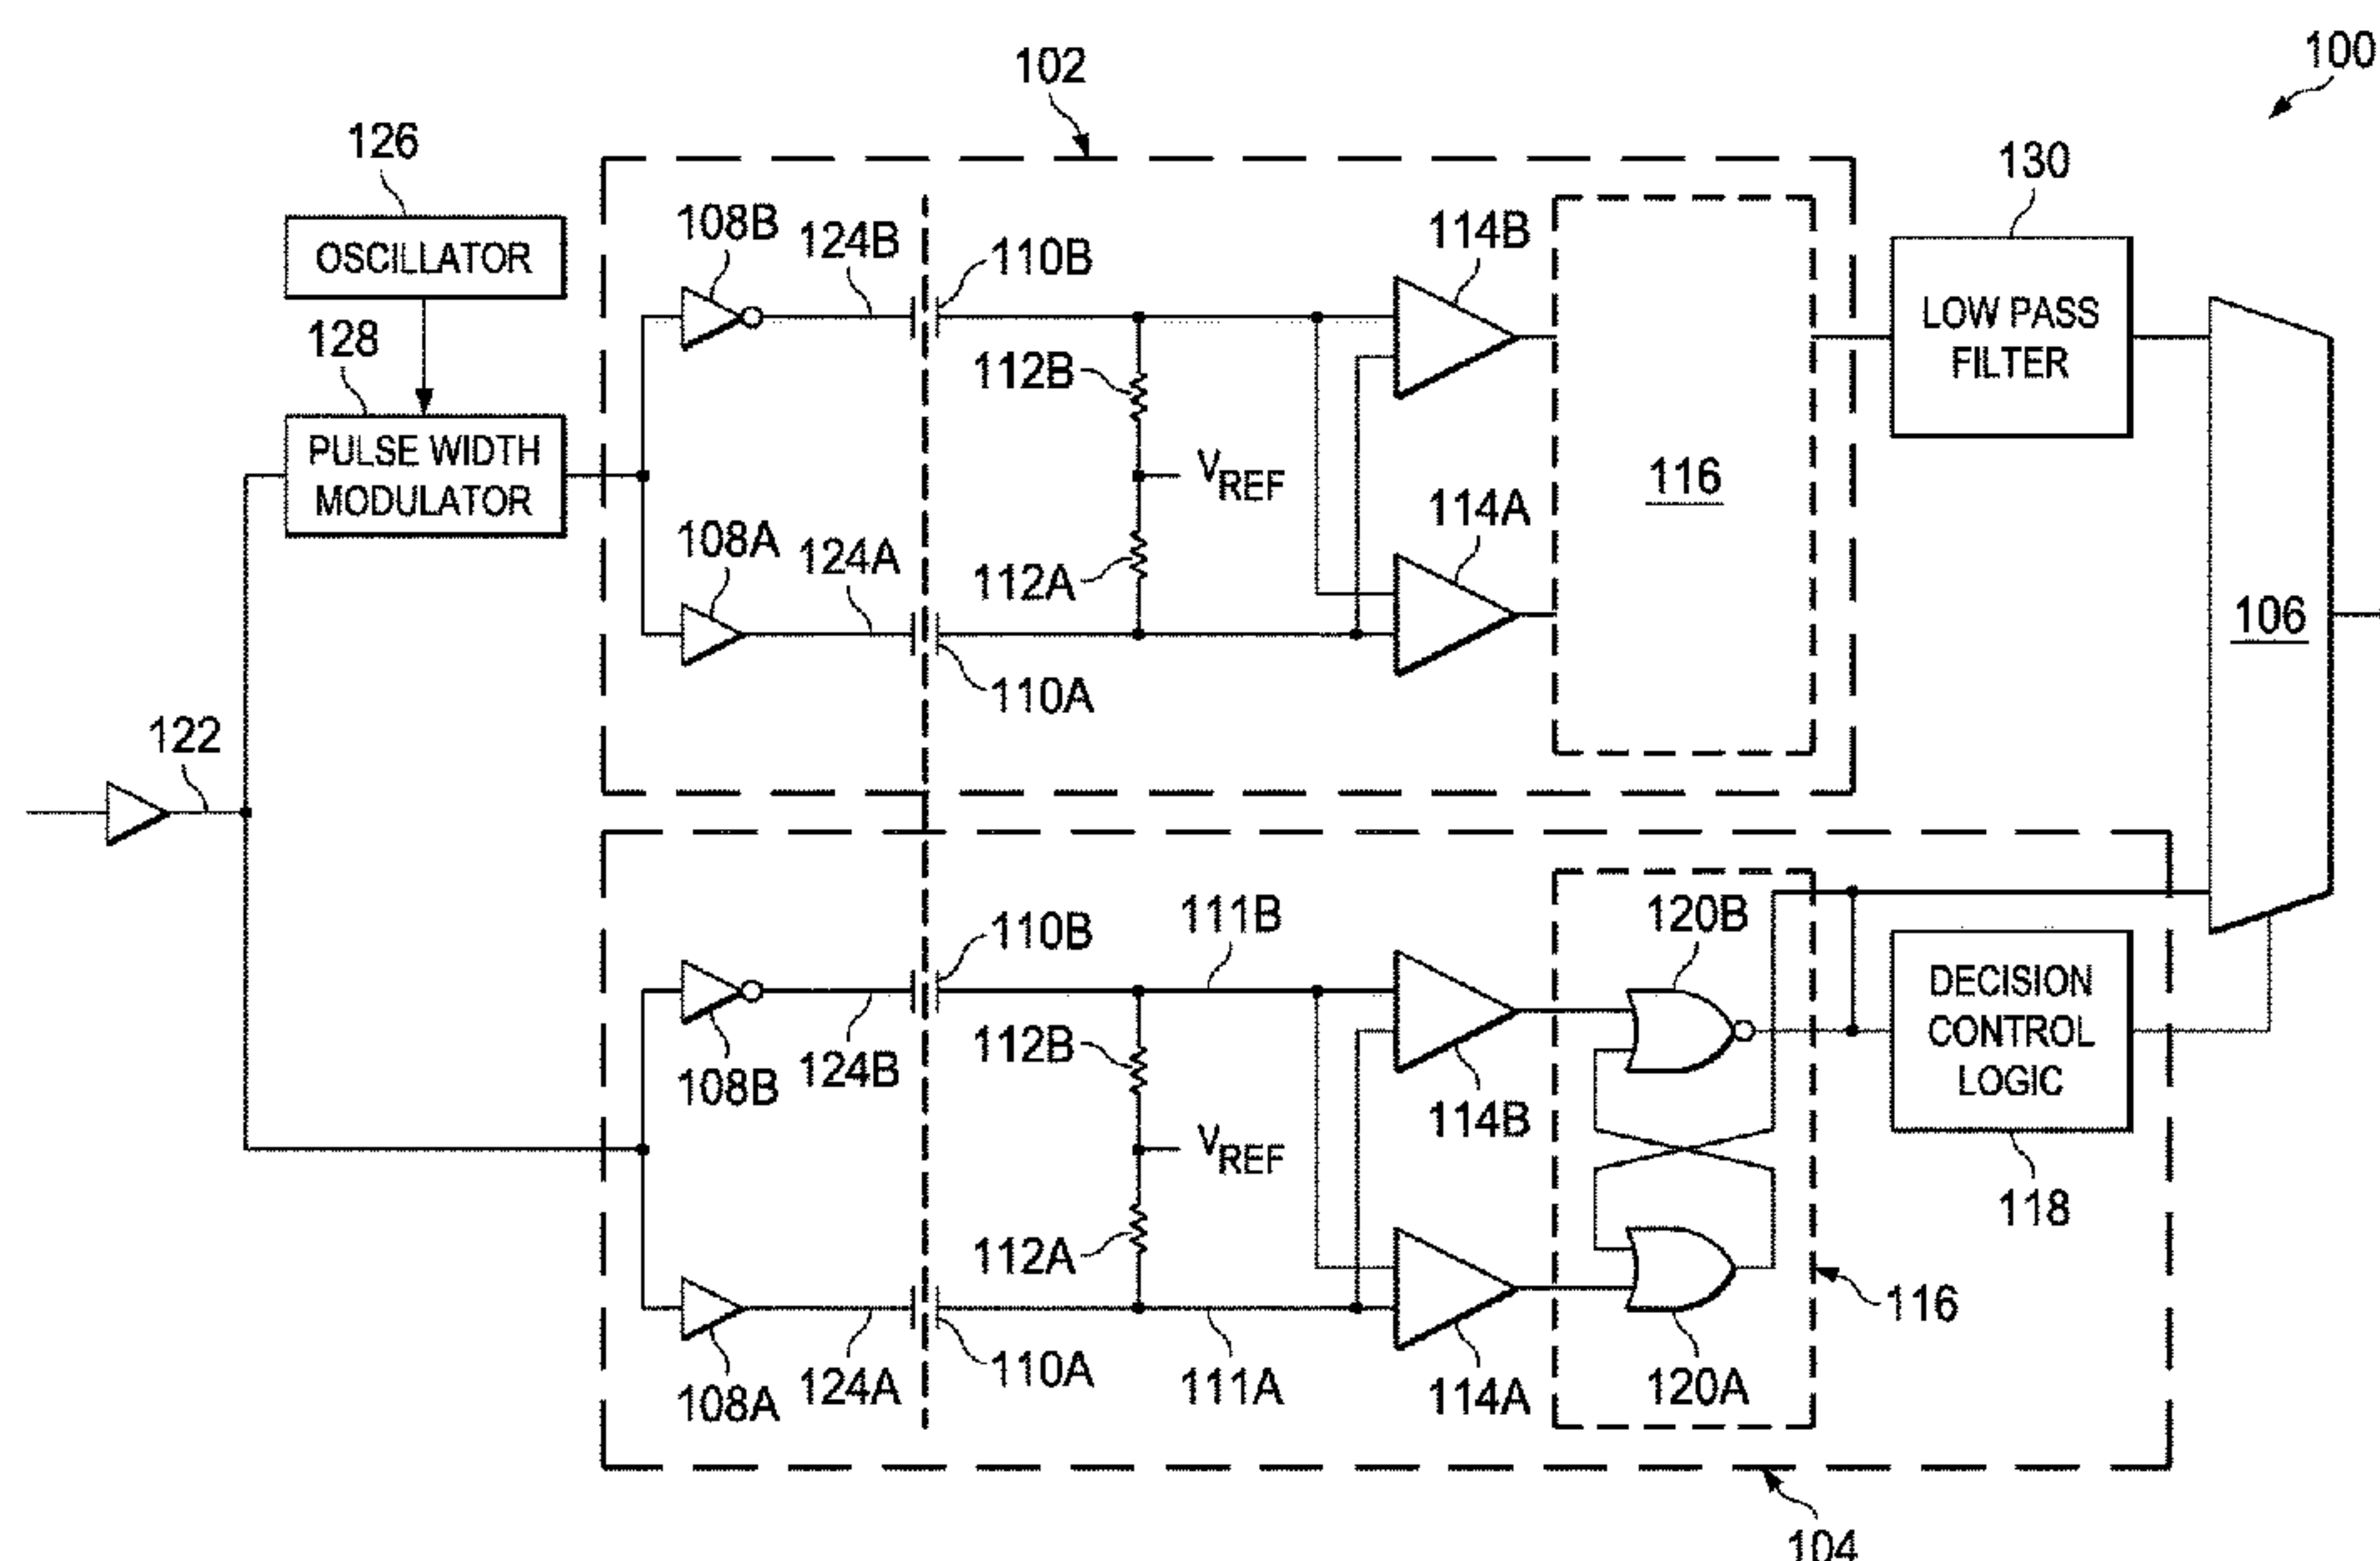 100
102
126
130
108B
124B
110B
114B
OSCILLATOR
LOW PASS
FILTER
128
112B
PULSE WIDTH
MODULATOR
VREF
116
108A
124A
114A
112A
106
110A
122
110B
111B
120B
DECISION
CONTROL
LOGIC
112B
108B
124B
114B
VREF
118
112A
116
108A
124A
110A
111A
114A
120A
104